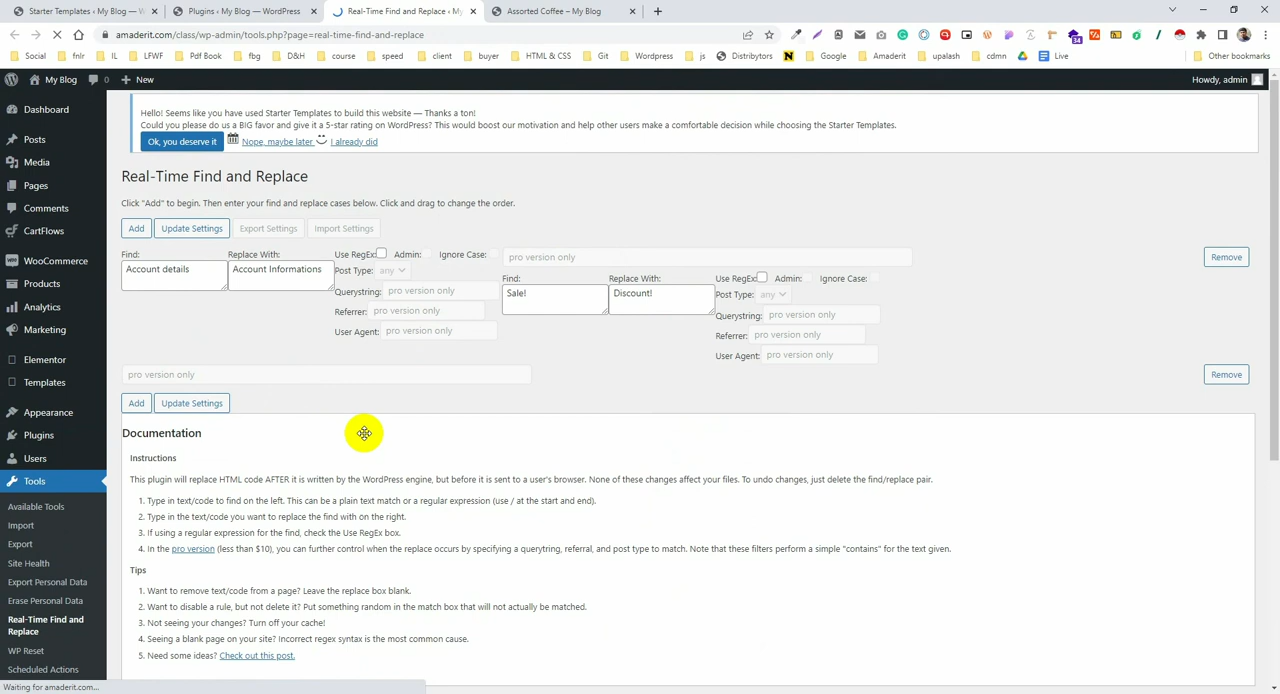 Starter Templates ‹ My Blog — W
Plugins ‹ My Blog — WordPress
Real-Time Find and Replace ‹ My
Assorted Coffee – My Blog
amaderit.com/class/wp-admin/tools.php?page=real-time-find-and-replace
Social
fnlr
IL
LFWF
Pdf Book
fbg
D&H
course
speed
client
buyer
HTML & CSS
Git
Wordpress
js
Distribvtors
Google
Amaderit
upalash
cdmn
Live
Other bookmarks
My Blog
0
New
Howdy, admin
Dashboard
Posts
Media
Pages
Comments
CartFlows
WooCommerce
Products
Analytics
Marketing
Elementor
Templates
Appearance
Plugins
Users
Tools
Available Tools
Import
Export
Site Health
Export Personal Data
Erase Personal Data
Real-Time Find and
Replace
WP Reset
Scheduled Actions
Hello! Seems like you have used Starter Templates to build this website — Thanks a ton!
Could you please do us a BIG favor and give it a 5-star rating on WordPress? This would boost our motivation and help other users make a comfortable decision while choosing the Starter Templates.
Ok, you deserve it
Nope, maybe later
I already did
Real-Time Find and Replace
Click "Add" to begin. Then enter your find and replace cases below. Click and drag to change the order.
Add
Update Settings
Export Settings
Import Settings
Find:
Replace With:
Use RegEx:
Admin:
Ignore Case:
pro version only
Remove
Account details
Account Informations
Post Type: any
Querystring: pro version only
Referrer: pro version only
User Agent: pro version only
Find:
Replace With:
Use RegEx:
Admin:
Ignore Case:
Sale!
Discount!
Post Type: any
Querystring: pro version only
Referrer: pro version only
User Agent: pro version only
pro version only
Remove
Add
Update Settings
Documentation
Instructions
This plugin will replace HTML code AFTER it is written by the WordPress engine, but before it is sent to a user's browser. None of these changes affect your files. To undo changes, just delete the find/replace pair.
1. Type in text/code to find on the left. This can be a plain text match or a regular expression (use / at the start and end).
2. Type in the text/code you want to replace the find with on the right.
3. If using a regular expression for the find, check the Use RegEx box.
4. In the pro version (less than $10), you can further control when the replace occurs by specifying a querytring, referral, and post type to match. Note that these filters perform a simple "contains" for the text given.
Tips
1. Want to remove text/code from a page? Leave the replace box blank.
2. Want to disable a rule, but not delete it? Put something random in the match box that will not actually be matched.
3. Not seeing your changes? Turn off your cache!
4. Seeing a blank page on your site? Incorrect regex syntax is the most common cause.
5. Need some ideas? Check out this post.
Waiting for amaderit.com...